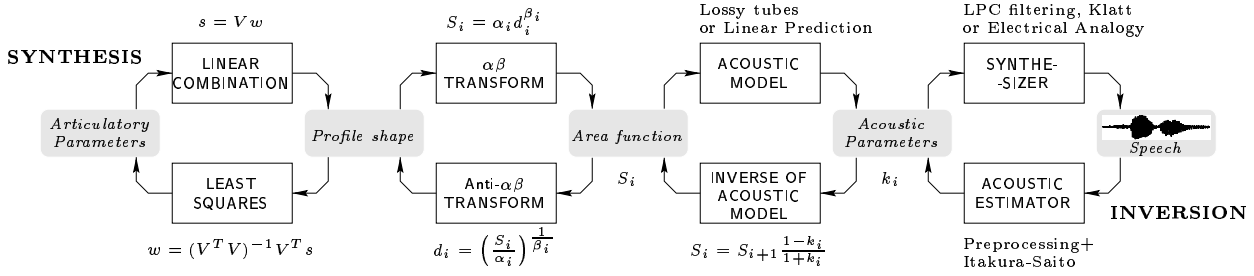 s = Vw
S_i = α_i d_i^{β_i}
Lossy tubes
or Linear Prediction
LPC filtering, Klatt
or Electrical Analogy
SYNTHESIS
LINEAR
COMBINATION
αβ
TRANSFORM
ACOUSTIC
MODEL
SYNTHE-
-SIZER
Articulatory
Parameters
Profile shape
Area function
Acoustic
Parameters
Speech
S_i
k_i
LEAST
SQUARES
Anti-αβ
TRANSFORM
INVERSE OF
ACOUSTIC
MODEL
ACOUSTIC
ESTIMATOR
INVERSION
w = (V^T V)^{-1} V^T s
d_i = (S_i/α_i)^{1/β_i}
S_i = S_{i+1} (1-k_i)/(1+k_i)
Preprocessing+
Itakura-Saito